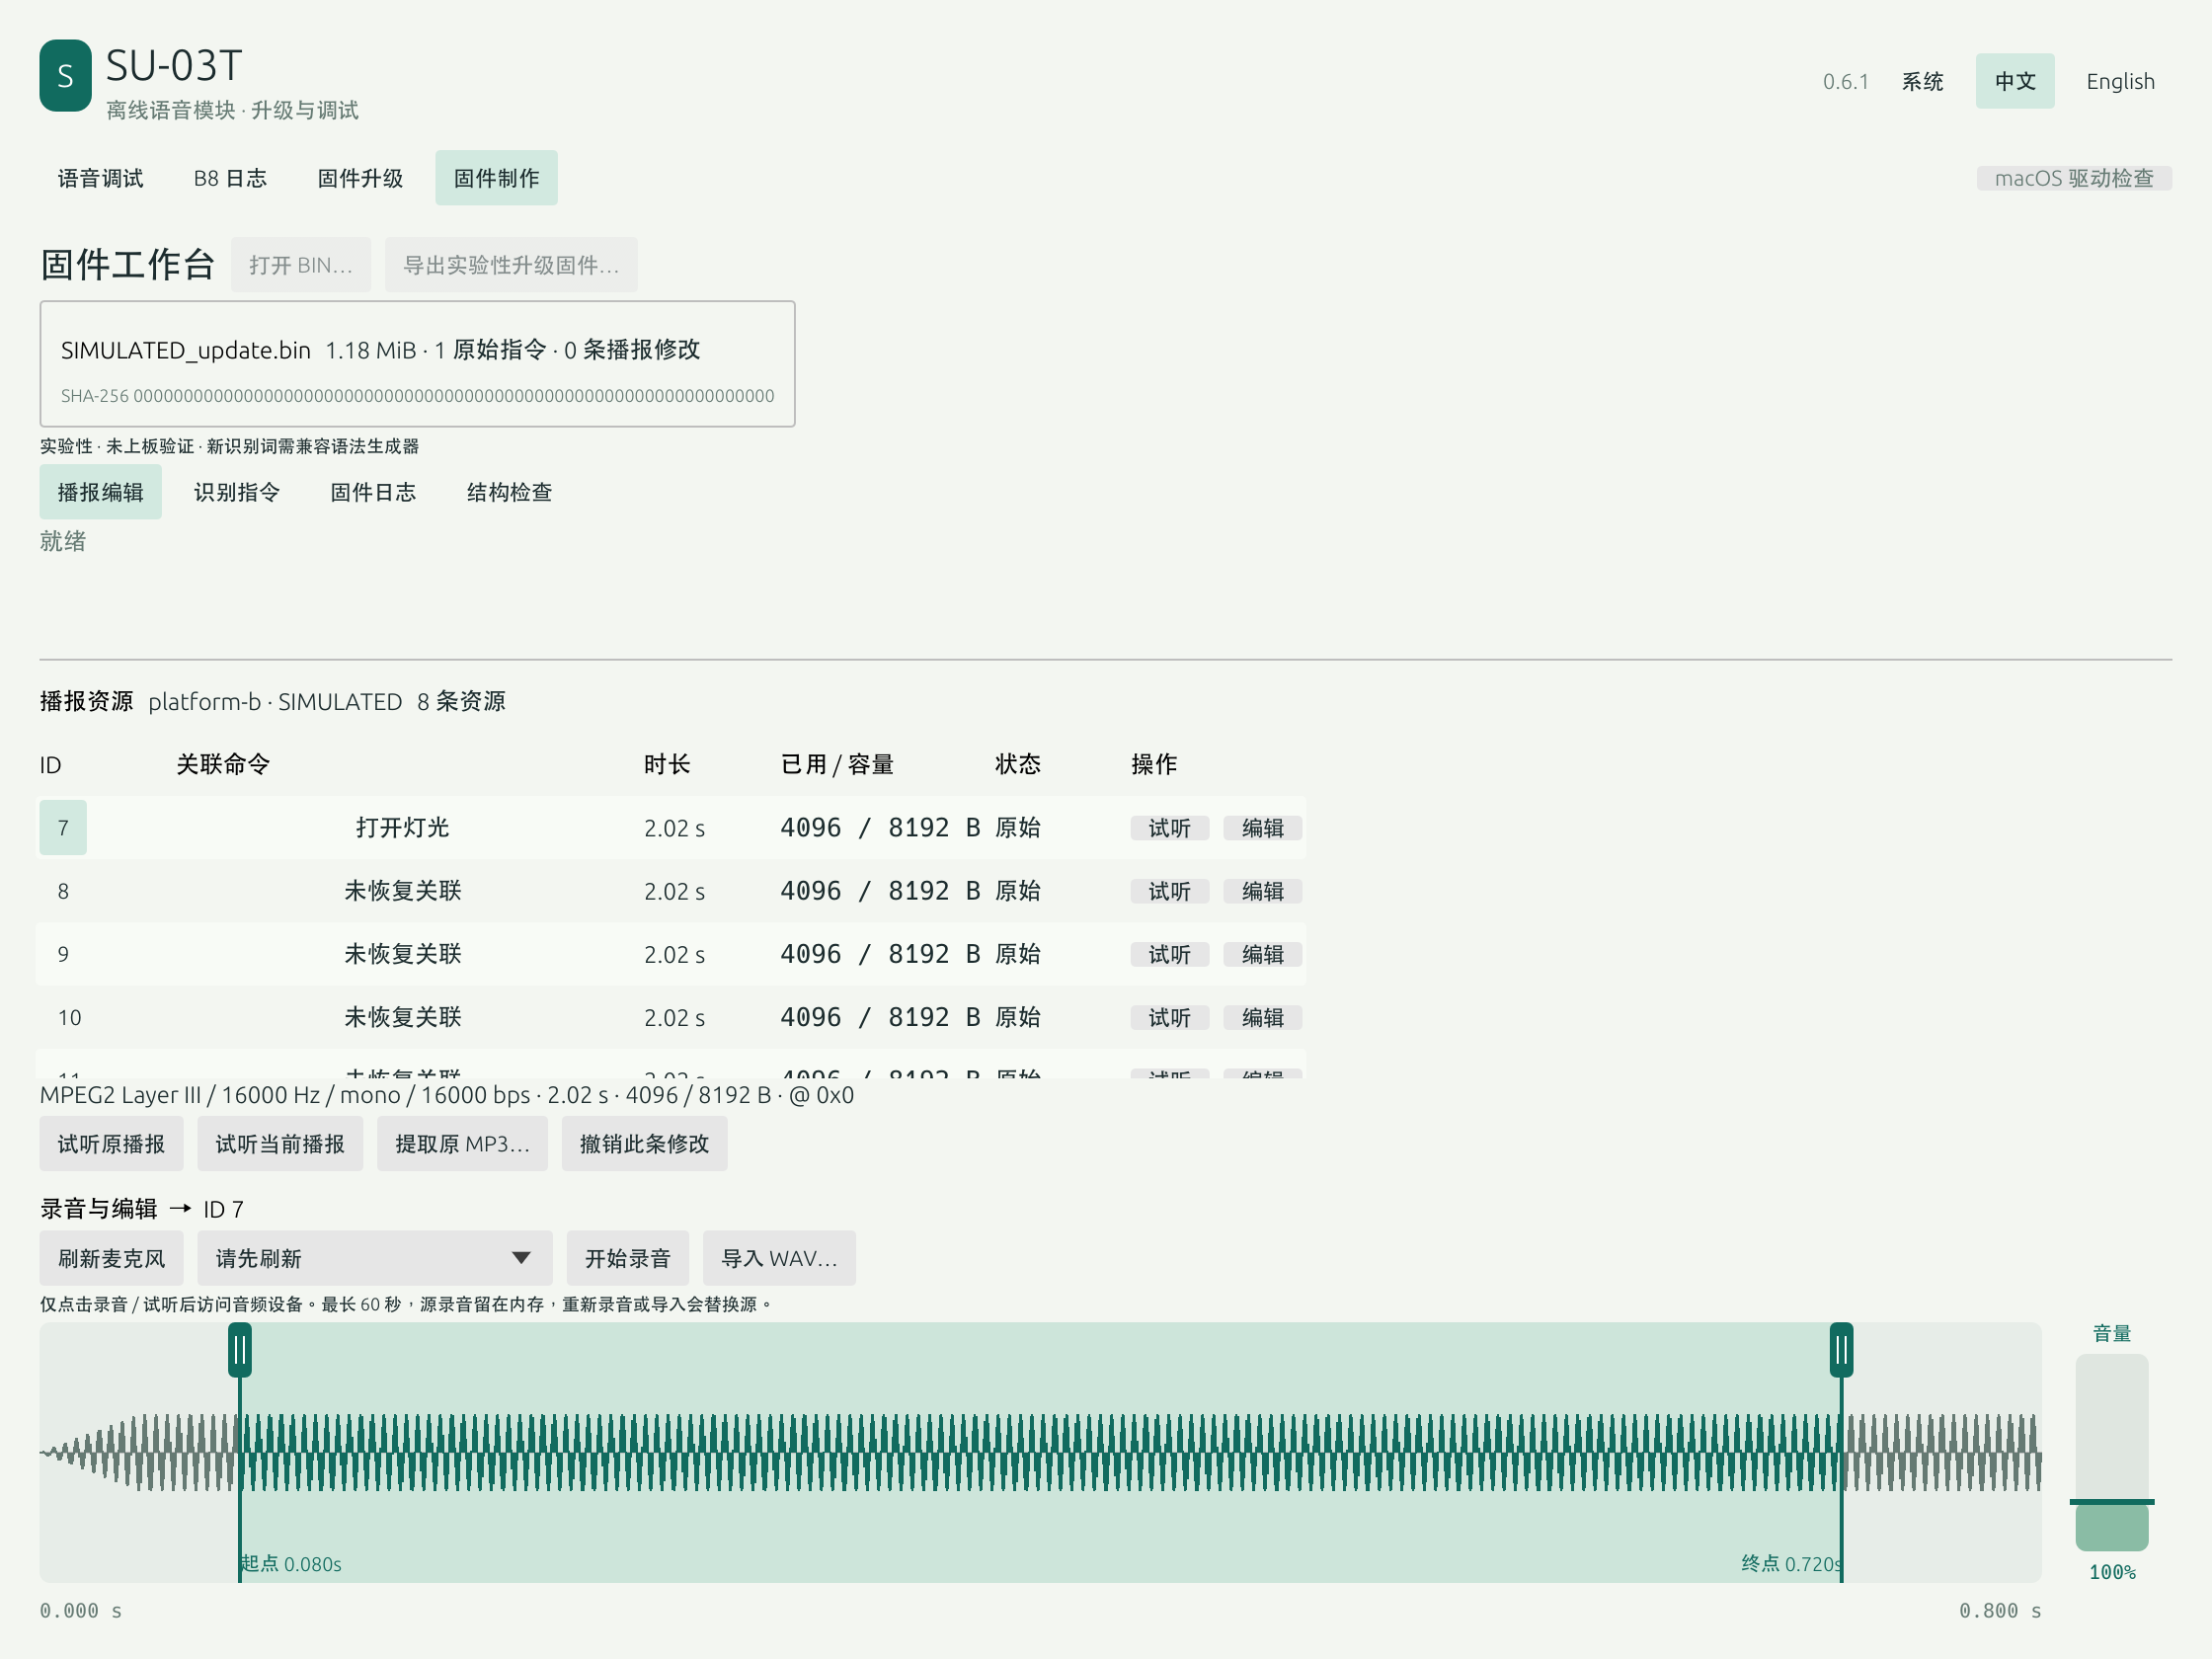 S SU-03T
离线语音模块 · 升级与调试
0.6.1 系统 中文 English
语音调试 B8 日志 固件升级 固件制作 macOS 驱动检查
固件工作台 打开 BIN... 导出实验性升级固件...
SIMULATED_update.bin 1.18 MiB · 1 原始指令 · 0 条播报修改
SHA-256 0000000000000000000000000000000000000000000000000000000000000000
实验性 · 未上板验证 · 新识别词需兼容语法生成器
播报编辑 识别指令 固件日志 结构检查
就绪
播报资源 platform-b · SIMULATED 8 条资源
ID 关联命令 时长 已用 / 容量 状态 操作
7 打开灯光 2.02 s 4096 / 8192 B 原始 试听 编辑
8 未恢复关联 2.02 s 4096 / 8192 B 原始 试听 编辑
9 未恢复关联 2.02 s 4096 / 8192 B 原始 试听 编辑
10 未恢复关联 2.02 s 4096 / 8192 B 原始 试听 编辑
11 未恢复关联 2.02 s 4096 / 8192 B 原始 试听 编辑
MPEG2 Layer III / 16000 Hz / mono / 16000 bps · 2.02 s · 4096 / 8192 B · @ 0x0
试听原播报 试听当前播报 提取原 MP3... 撤销此条修改
录音与编辑 → ID 7
刷新麦克风 请先刷新 开始录音 导入 WAV...
仅点击录音 / 试听后访问音频设备。最长 60 秒，源录音留在内存，重新录音或导入会替换源。
音量
起点 0.080s 终点 0.720s
100%
0.000 s 0.800 s